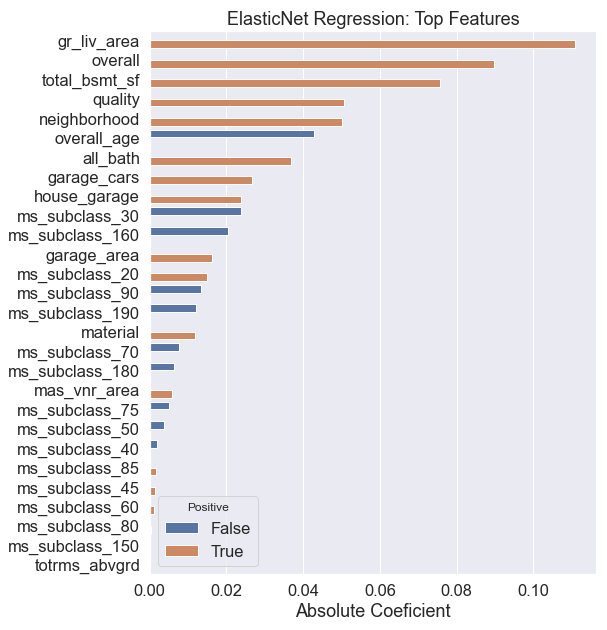 ElasticNet Regression: Top Features
gr_liv_area
overall
total_bsmt_sf
quality
neighborhood
overall_age
all_bath
garage_cars
house_garage
ms_subclass_30
ms_subclass_160
garage_area
ms_subclass_20
ms_subclass_90
ms_subclass_190
material
ms_subclass_70
ms_subclass_180
mas_vnr_area
ms_subclass_75
ms_subclass_50
ms_subclass_40
ms_subclass_85
ms_subclass_45
ms_subclass_60
ms_subclass_80
ms_subclass_150
totrms_abvgrd
Positive
False
True
0.00 0.02 0.04 0.06 0.08 0.10
Absolute Coeficient